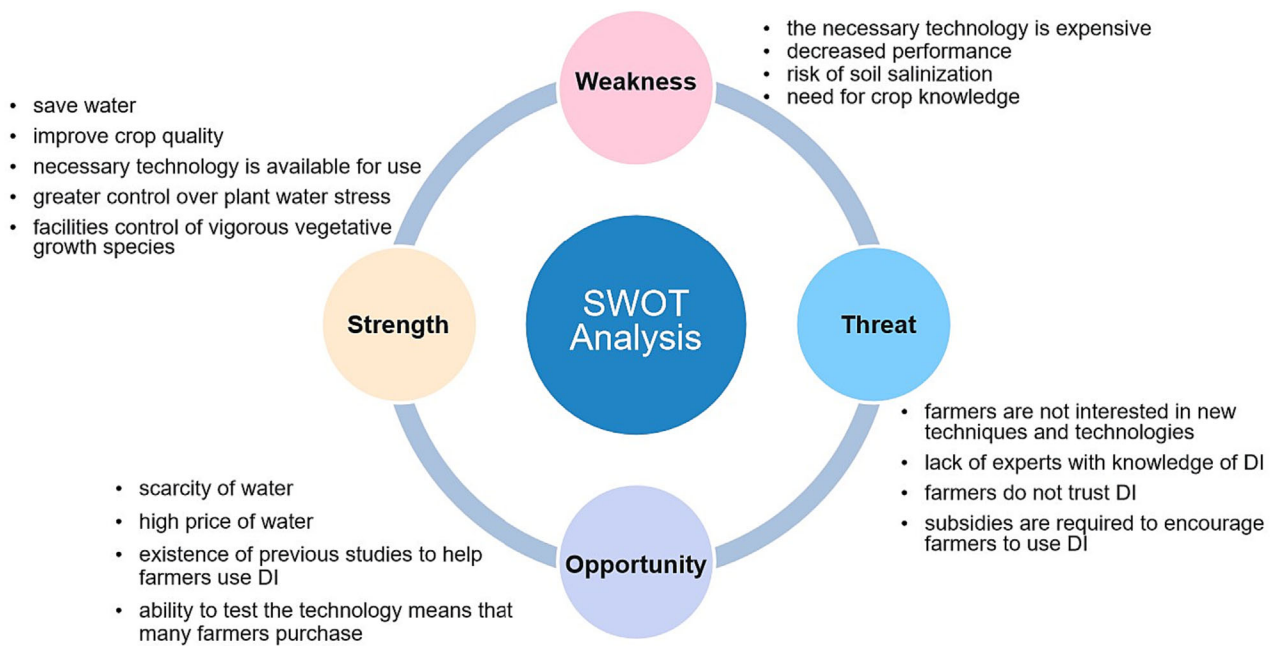 Weakness
• the necessary technology is expensive
• decreased performance
• risk of soil salinization
• need for crop knowledge
• save water
• improve crop quality
• necessary technology is available for use
• greater control over plant water stress
• facilities control of vigorous vegetative
growth species
Strength
SWOT
Analysis
Threat
• farmers are not interested in new
techniques and technologies
• lack of experts with knowledge of DI
• farmers do not trust DI
• subsidies are required to encourage
farmers to use DI
• scarcity of water
• high price of water
• existence of previous studies to help
farmers use DI
• ability to test the technology means that
many farmers purchase
Opportunity